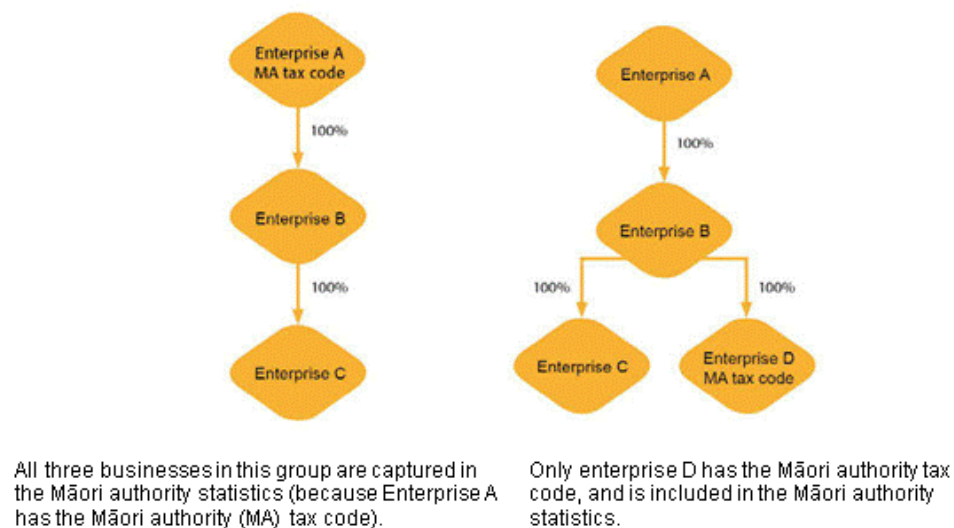 Enterprise A
MA tax code
100%
Enterprise B
100%
Enterprise C
Enterprise A
100%
Enterprise B
100%
100%
Enterprise C
Enterprise D
MA tax code
All three businesses in this group are captured in
the Māori authority statistics (because Enterprise A
has the Māori authority (MA) tax code).
Only enterprise D has the Māori authority tax
code, and is included in the Māori authority
statistics.